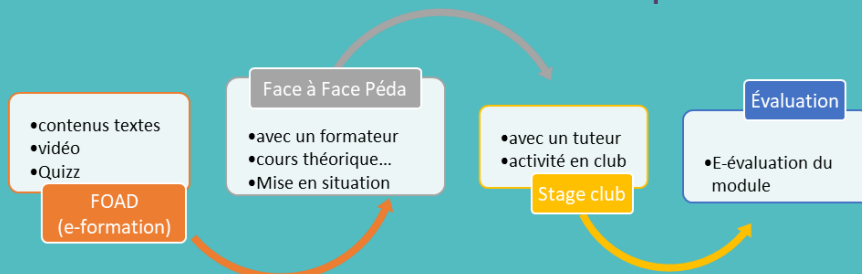 •contenus textes
•vidéo
•Quizz
FOAD
(e-formation)
Face à Face Péda
•avec un formateur
•cours théorique...
•Mise en situation
•avec un tuteur
•activité en club
Stage club
Évaluation
•E-évaluation du
module